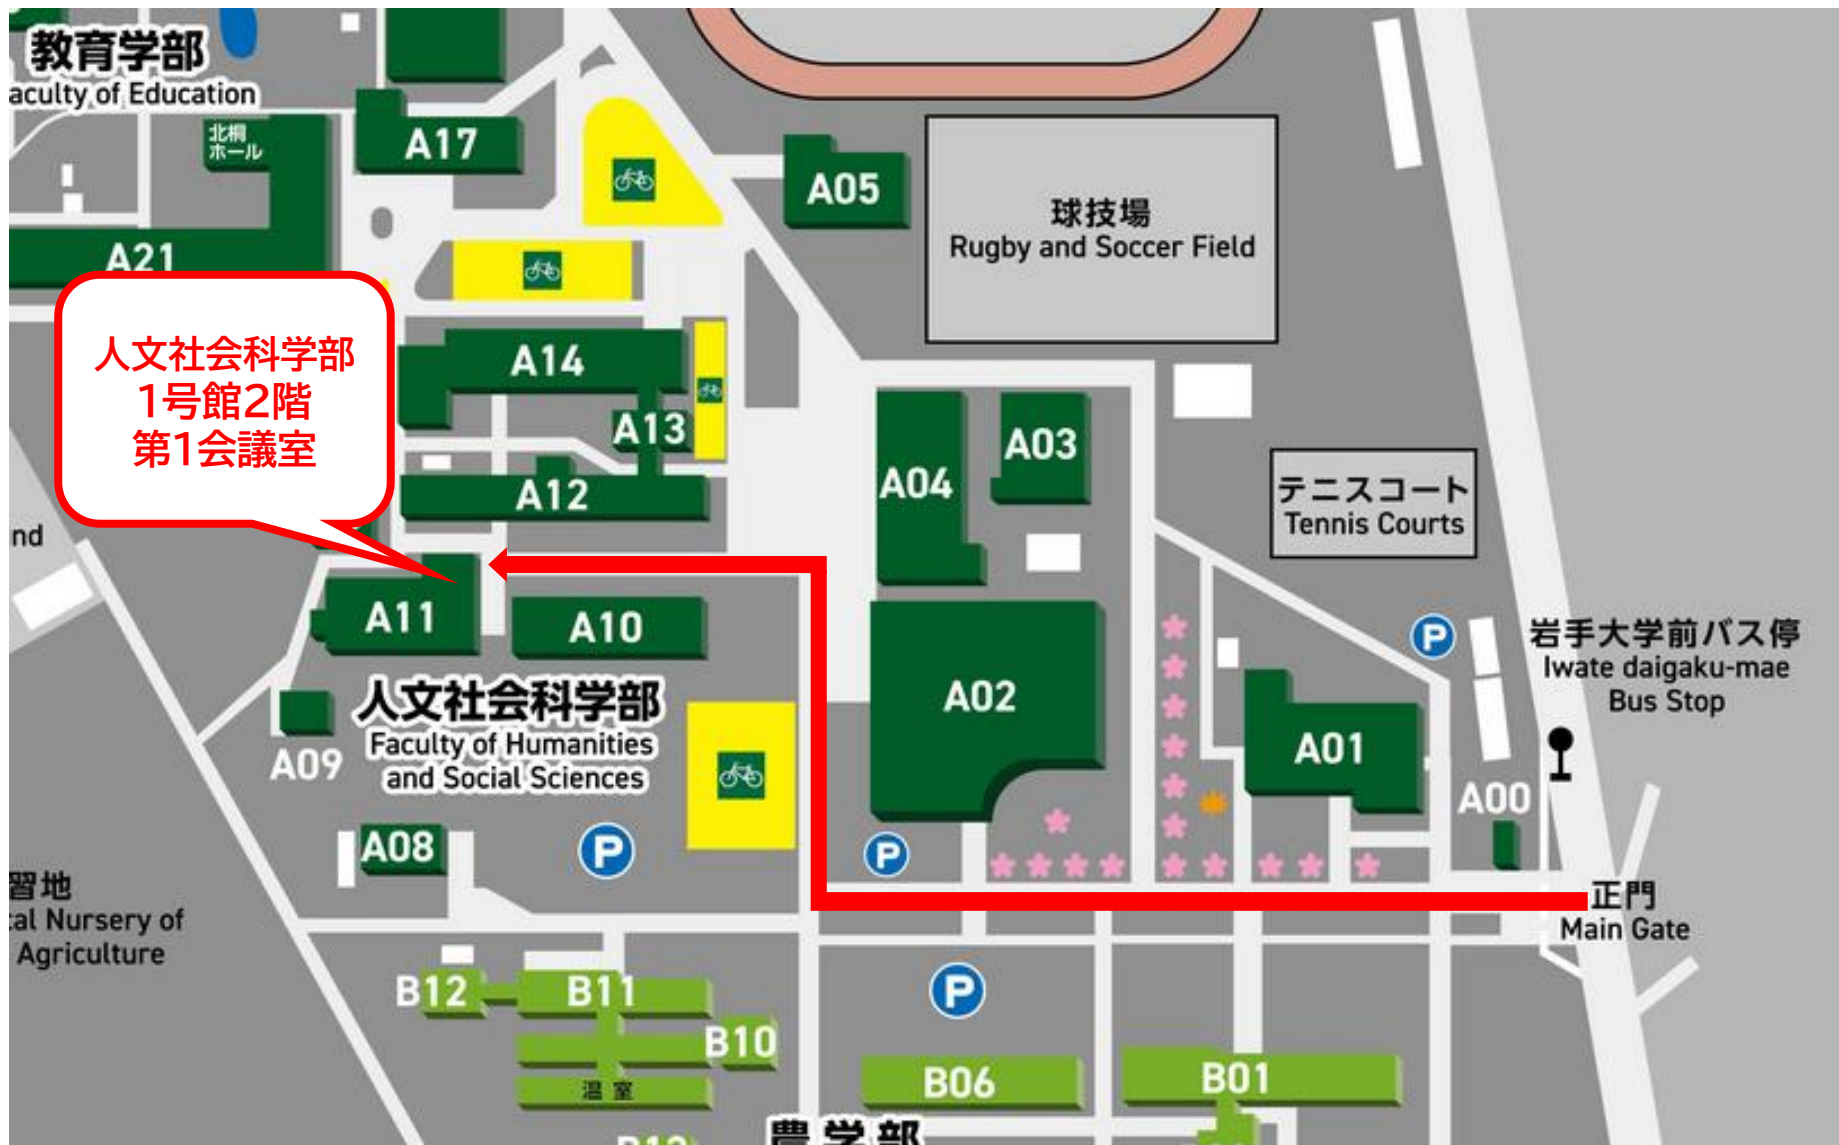 教育学部
aculty of Education
北桐
ホール
A17
A05
A21
球技場
Rugby and Soccer Field
人文社会科学部
1号館2階
第1会議室
A14
A13
A12
A04
A03
テニスコート
Tennis Courts
nd
A11
A10
人文社会科学部
Faculty of Humanities
and Social Sciences
A09
A08
P
A02
P
A01
P
A00
岩手大学前バス停
Iwate daigaku-mae
Bus Stop
正門
Main Gate
習地
cal Nursery of
Agriculture
B12
B11
B10
温室
P
B06
B01
農学部